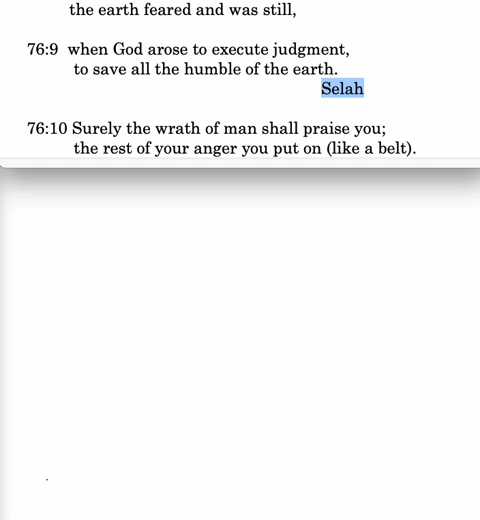 the earth feared and was still,
76:9 when God arose to execute judgment,
to save all the humble of the earth.
Selah
76:10 Surely the wrath of man shall praise you;
the rest of your anger you put on (like a belt).